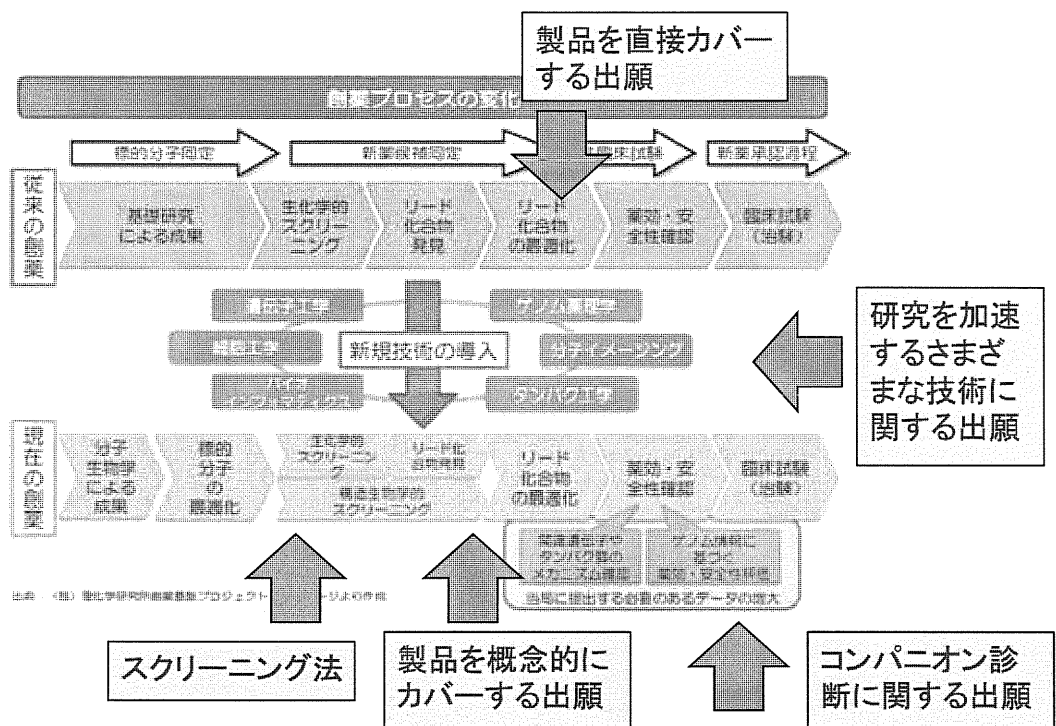 製品を直接カバー
する出願
創薬プロセスの変化
標的分子同定
新薬候補同定
臨床試験
新薬承認過程
従来の創薬
基礎研究
による成果
生化学的
スクリー
ニング
リード
化合物
発見
リード
化合物
の最適化
薬効・安
全性確認
臨床試験
(治験)
遺伝子工学
ゲノム薬理学
新規技術の導入
分子イメージング
バイオ
インフォマティクス
タンパク工学
研究を加速
するさまざ
まな技術に
関する出願
現在の創薬
分子
生物学
による
成果
標的
分子
の
最適化
生化学的
スクリーニン
グ
リード化
合物発見
構造生物学的
スクリーニング
リード
化合物
の最適化
薬効・安
全性確認
臨床試験
(治験)
関連遺伝子や
タンパク質の
メカニズム確認
ゲノム情報に
基づく
薬効・安全性評価
当局に提出する必要のあるデータの増大
スクリーニング法
製品を概念的に
カバーする出願
コンパニオン診
断に関する出願